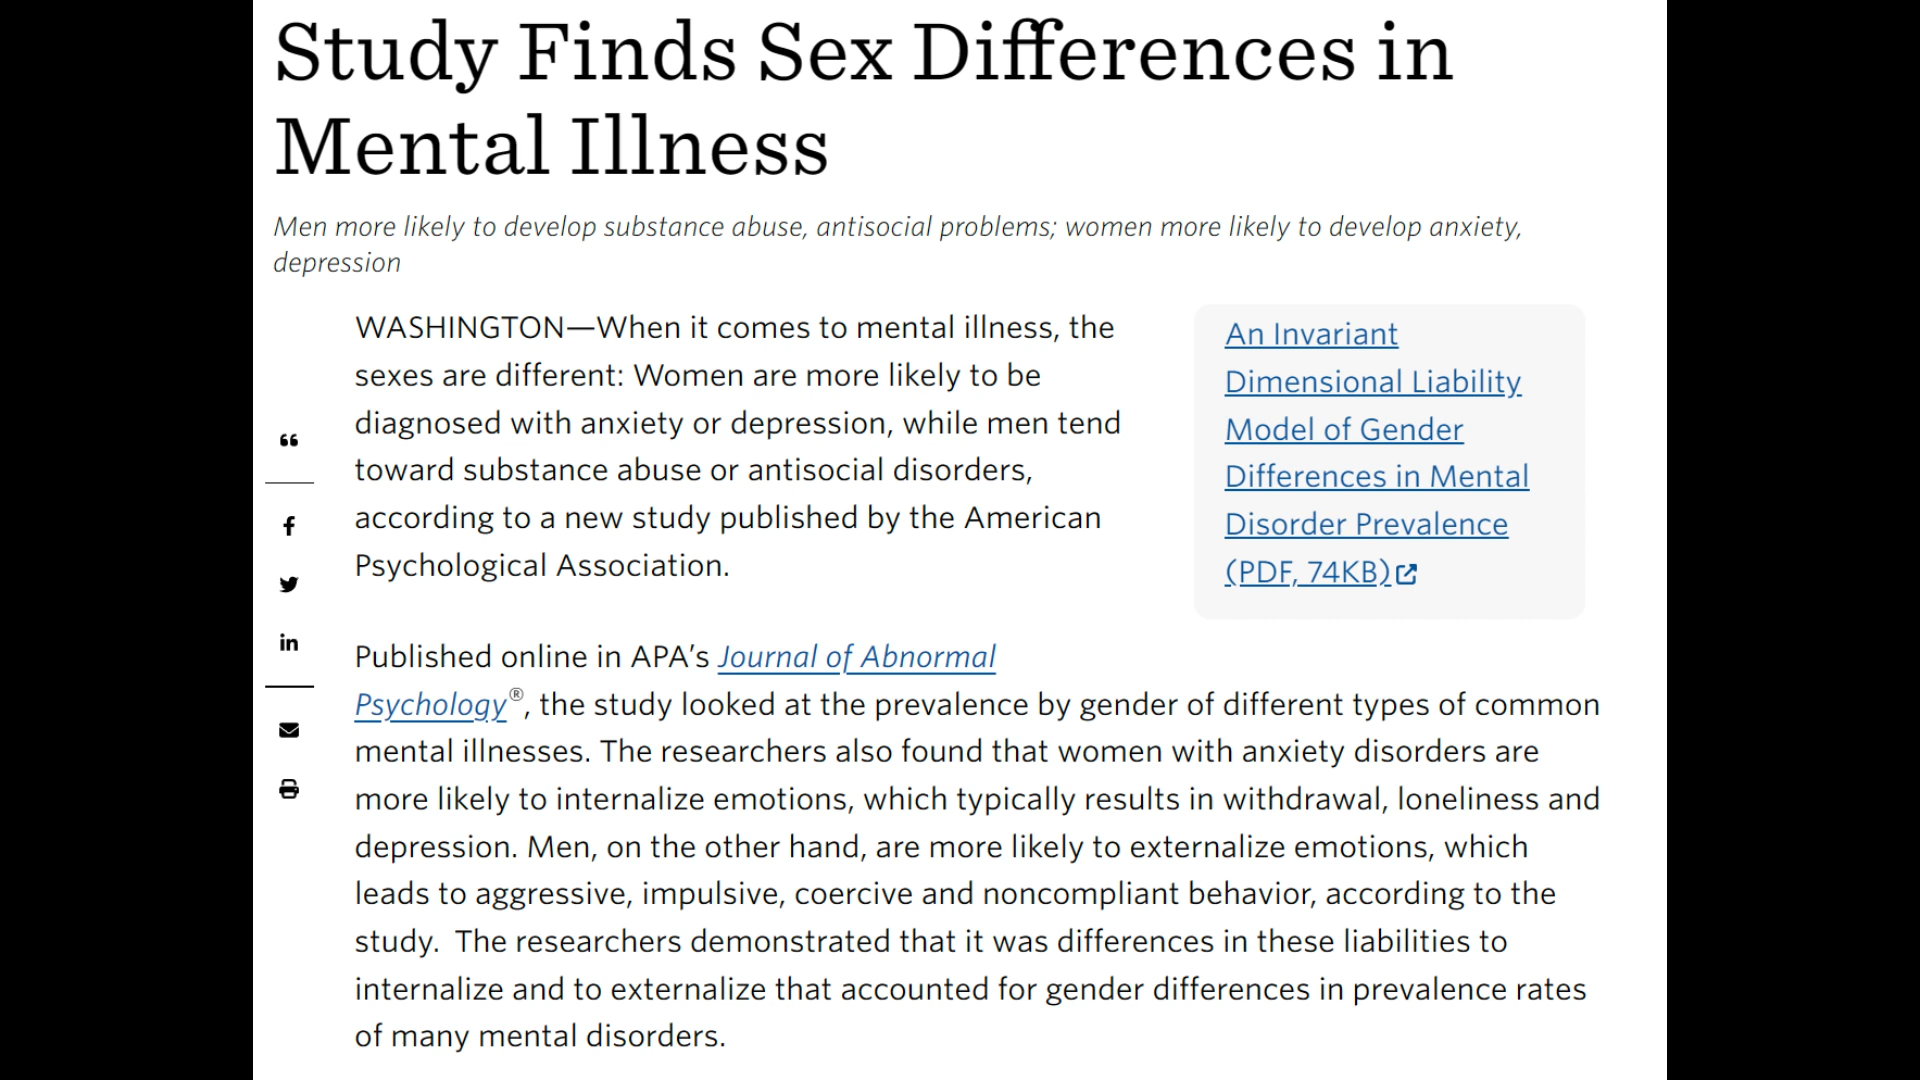 Study Finds Sex Differences in
Mental Illness
Men more likely to develop substance abuse, antisocial problems; women more likely to develop anxiety,
depression
WASHINGTON—When it comes to mental illness, the
sexes are different: Women are more likely to be
diagnosed with anxiety or depression, while men tend
toward substance abuse or antisocial disorders,
according to a new study published by the American
Psychological Association.
An Invariant
Dimensional Liability
Model of Gender
Differences in Mental
Disorder Prevalence
(PDF, 74KB)
Published online in APA’s Journal of Abnormal
Psychology®, the study looked at the prevalence by gender of different types of common
mental illnesses. The researchers also found that women with anxiety disorders are
more likely to internalize emotions, which typically results in withdrawal, loneliness and
depression. Men, on the other hand, are more likely to externalize emotions, which
leads to aggressive, impulsive, coercive and noncompliant behavior, according to the
study.  The researchers demonstrated that it was differences in these liabilities to
internalize and to externalize that accounted for gender differences in prevalence rates
of many mental disorders.